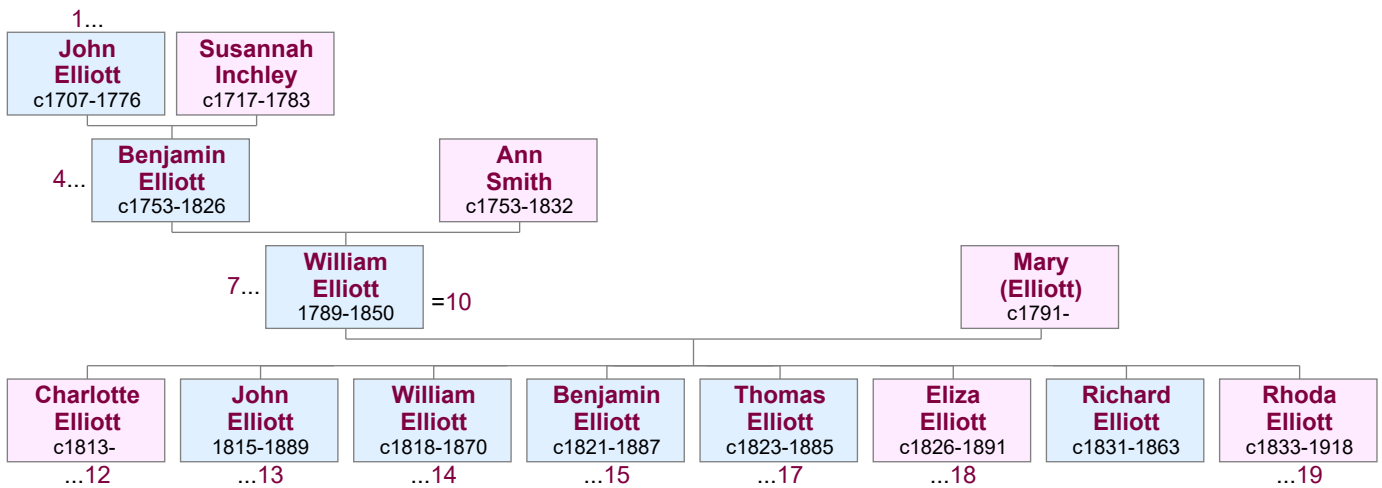 1...
John
Elliott
c1707-1776
Susannah
Inchley
c1717-1783
4...
Benjamin
Elliott
c1753-1826
Ann
Smith
c1753-1832
7...
William
Elliott
1789-1850
=10
Mary
(Elliott)
c1791-
Charlotte
Elliott
c1813-
...12
John
Elliott
1815-1889
...13
William
Elliott
c1818-1870
...14
Benjamin
Elliott
c1821-1887
...15
Thomas
Elliott
c1823-1885
...17
Eliza
Elliott
c1826-1891
...18
Richard
Elliott
c1831-1863
Rhoda
Elliott
c1833-1918
...19